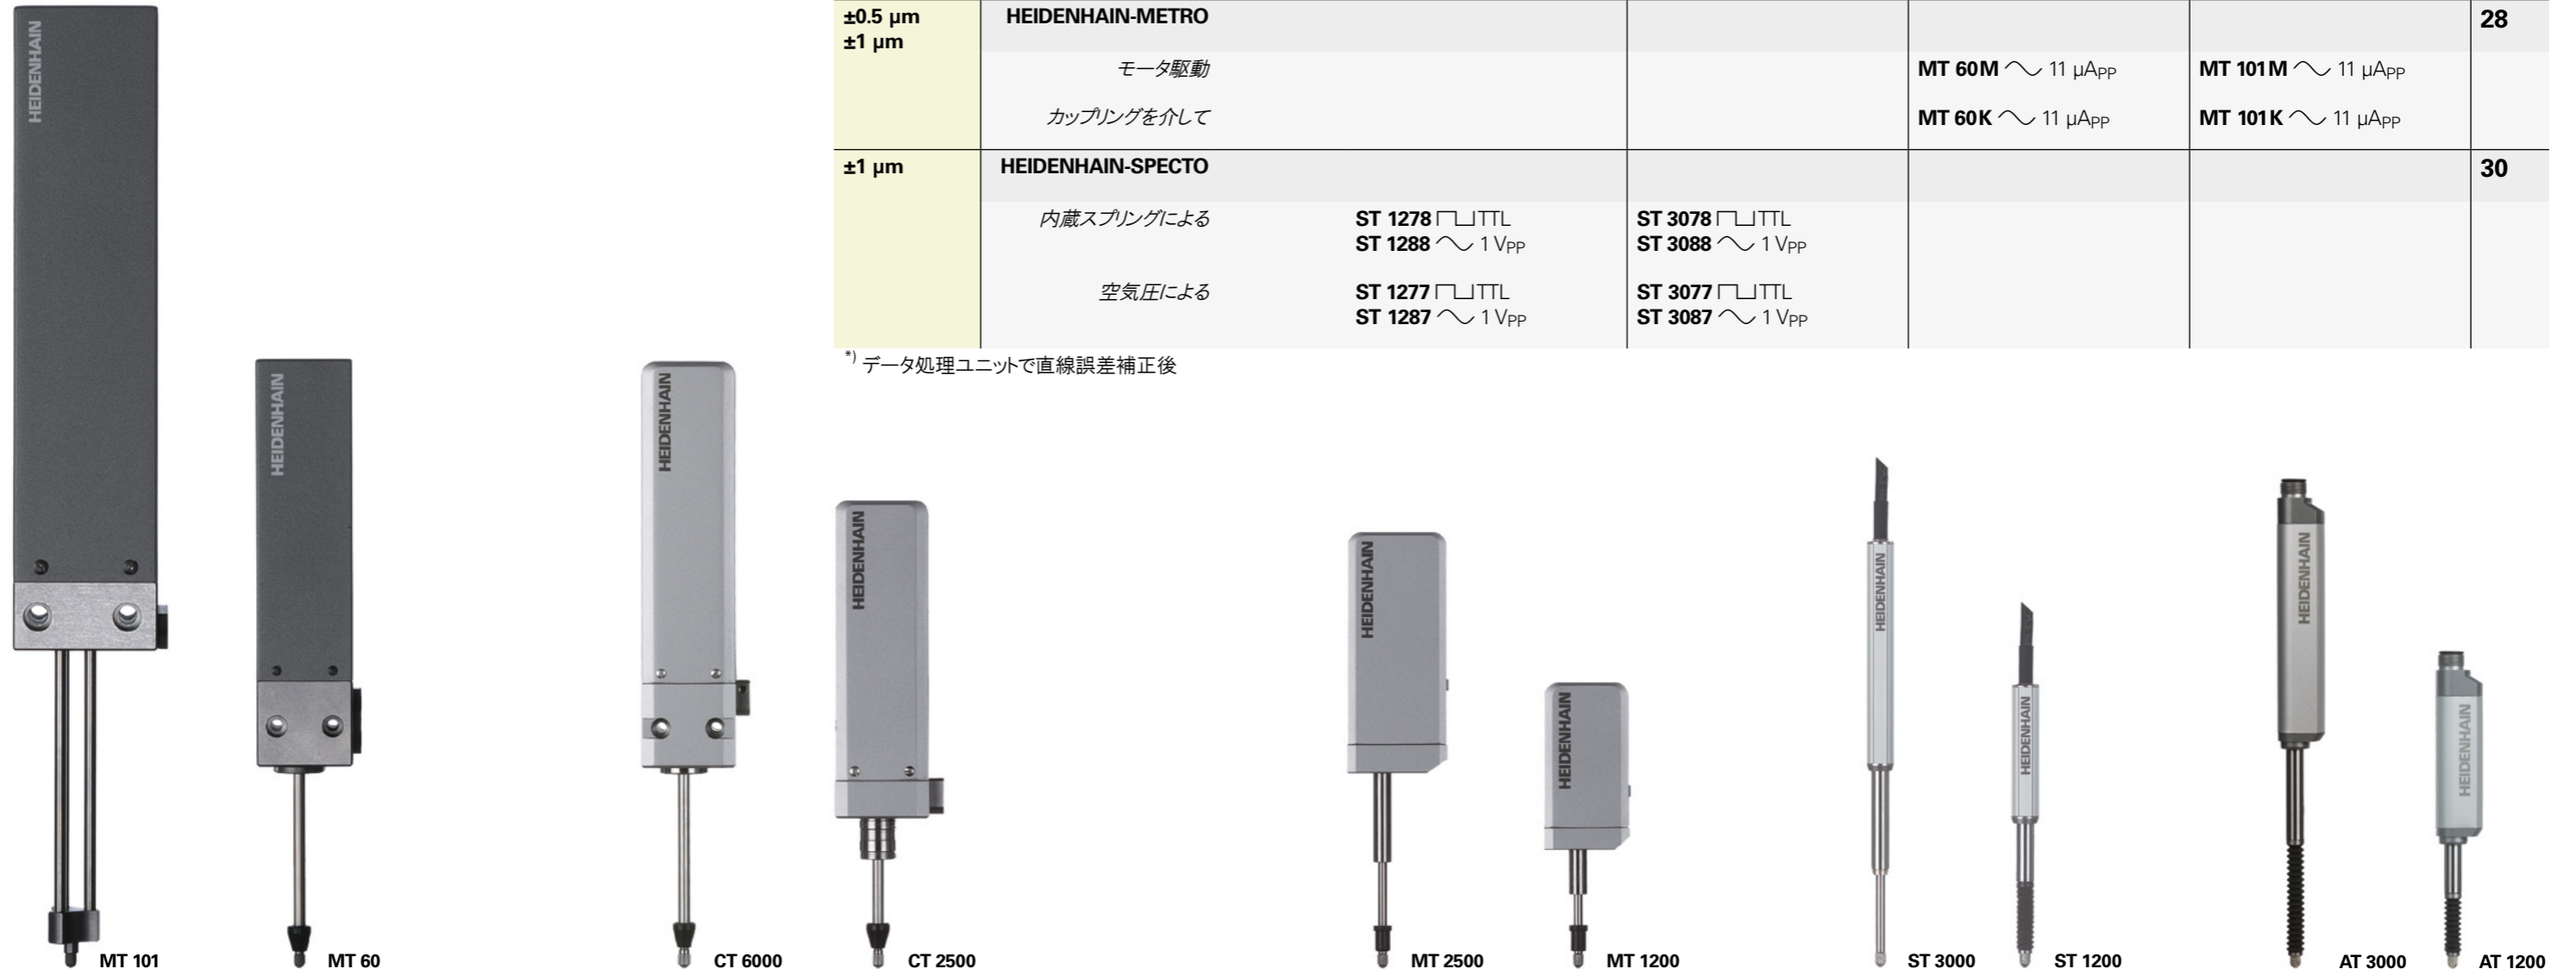 ±0.5 µm
±1 µm
HEIDENHAIN-METRO
28
モータ駆動
MT 60M 11 µAPP
MT 101M 11 µAPP
カップリングを介して
MT 60K 11 µAPP
MT 101K 11 µAPP
±1 µm
HEIDENHAIN-SPECTO
30
内蔵スプリングによる
ST 1278 TTL
ST 3078 TTL
ST 1288 1 VPP
ST 3088 1 VPP
空気圧による
ST 1277 TTL
ST 3077 TTL
ST 1287 1 VPP
ST 3087 1 VPP
*) データ処理ユニットで直線誤差補正後
HEIDENHAIN
HEIDENHAIN
HEIDENHAIN
HEIDENHAIN
HEIDENHAIN
HEIDENHAIN
HEIDENHAIN
HEIDENHAIN
HEIDENHAIN
HEIDENHAIN
MT 101
MT 60
CT 6000
CT 2500
MT 2500
MT 1200
ST 3000
ST 1200
AT 3000
AT 1200